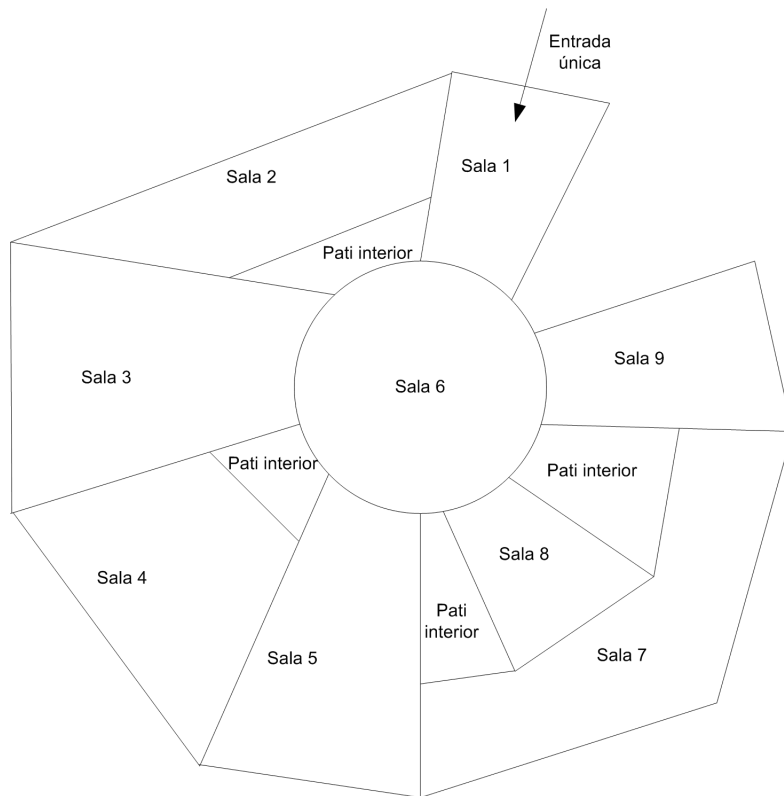 Entrada
única
Sala 1
Sala 2
Pati interior
Sala 9
Sala 3
Sala 6
Pati interior
Pati interior
Sala 8
Sala 4
Pati
interior
Sala 5
Sala 7